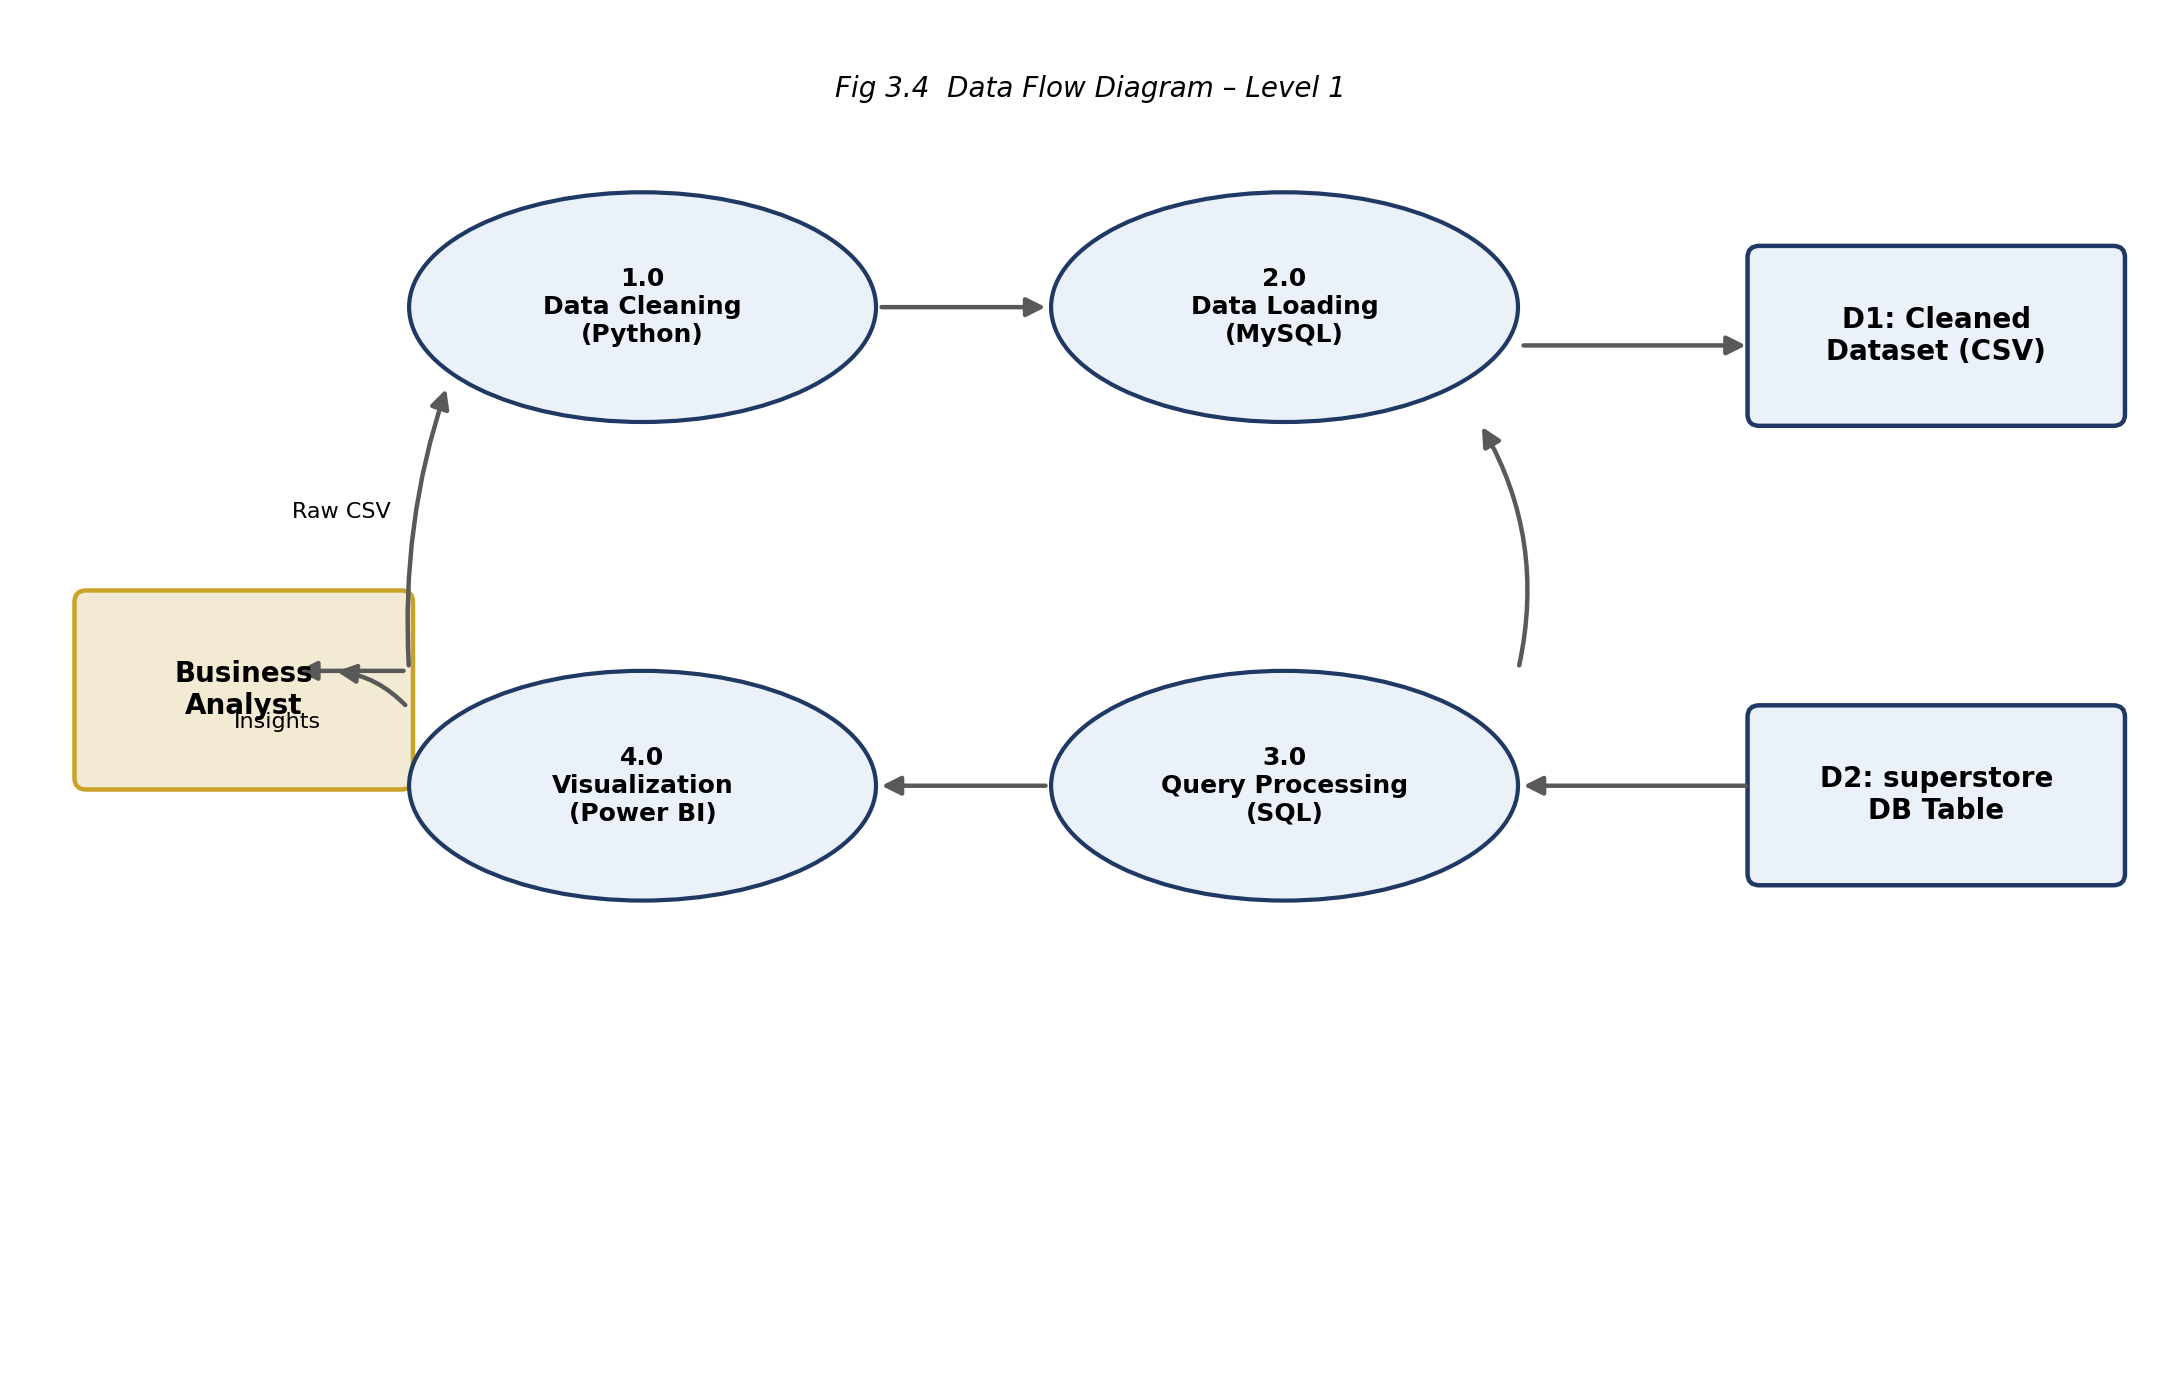 Fig 3.4  Data Flow Diagram – Level 1
1.0
Data Cleaning
(Python)
2.0
Data Loading
(MySQL)
D1: Cleaned
Dataset (CSV)
Raw CSV
Business
Analyst
Insights
4.0
Visualization
(Power BI)
3.0
Query Processing
(SQL)
D2: superstore
DB Table